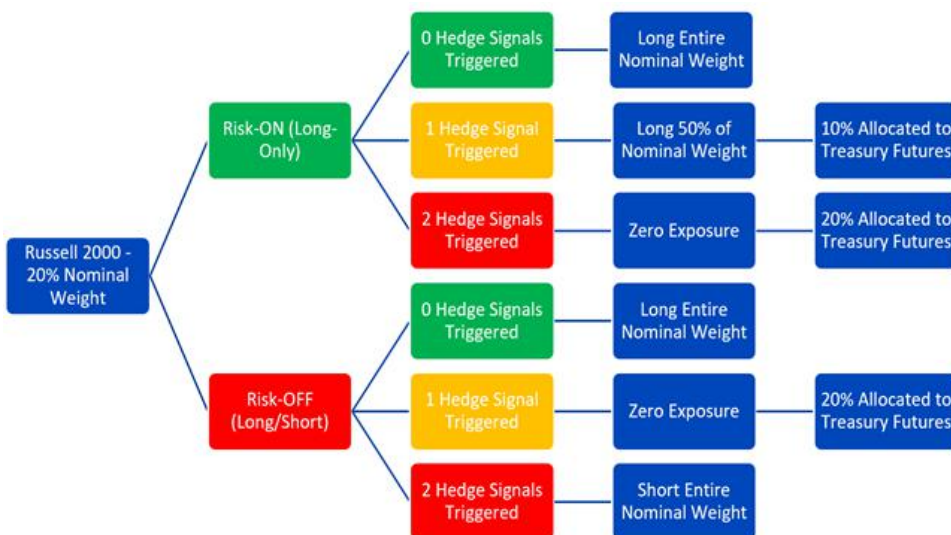 Russell 2000 -
20% Nominal
Weight
Risk-ON (Long-
Only)
0 Hedge Signals
Triggered
Long Entire
Nominal Weight
1 Hedge Signal
Triggered
Long 50% of
Nominal Weight
10% Allocated to
Treasury Futures
2 Hedge Signals
Triggered
Zero Exposure
20% Allocated to
Treasury Futures
Risk-OFF
(Long/Short)
0 Hedge Signals
Triggered
Long Entire
Nominal Weight
1 Hedge Signal
Triggered
Zero Exposure
20% Allocated to
Treasury Futures
2 Hedge Signals
Triggered
Short Entire
Nominal Weight